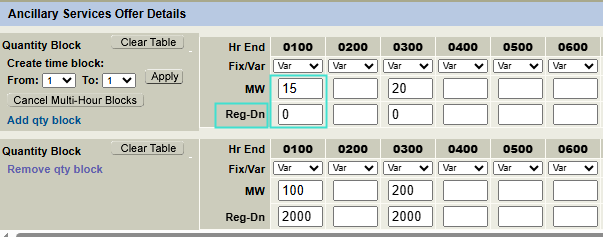 Ancillary Services Offer Details
Quantity Block Clear Table Hr End 0100 0200 0300 0400 0500 0600
Create time block: Fix/Var Var Var Var Var Var Var
From: 1 To: 1 Apply MW 15 20
Cancel Multi-Hour Blocks
Add qty block Reg-Dn 0 0
Quantity Block Clear Table Hr End 0100 0200 0300 0400 0500 0600
Remove qty block Fix/Var Var Var Var Var Var Var
MW 100 200
Reg-Dn 2000 2000